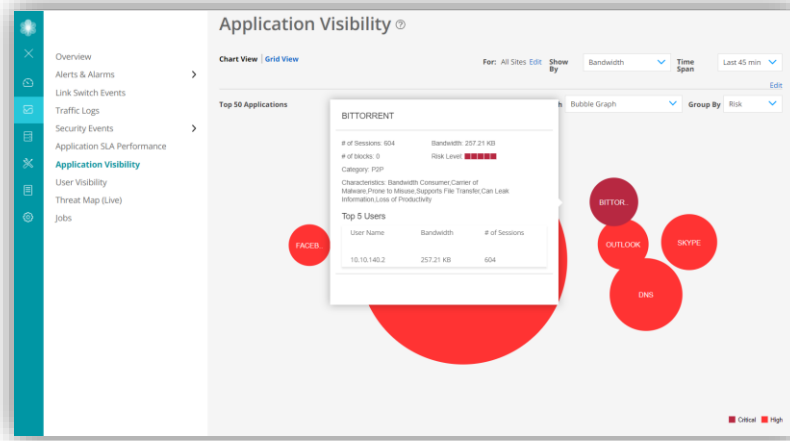 Application Visibility
Chart View | Grid View
For: All Sites Edit Show By Bandwidth Time Span Last 45 min
Edit
Overview
Alerts & Alarms
Link Switch Events
Traffic Logs
Security Events
Application SLA Performance
Application Visibility
User Visibility
Threat Map (Live)
Jobs
Top 50 Applications
Bubble Graph Group By Risk
BITTORRENT
# of Sessions: 604 Bandwidth: 257.21 KB
# of blocks: 0 Risk Level:
Category: P2P
Characteristics: Bandwidth Consumer,Carrier of
Malware,Prone to Misuse,Supports File Transfer,Can Leak
Information,Loss of Productivity
Top 5 Users
User Name Bandwidth # of Sessions
10.10.140.2 257.21 KB 604
FACEB..
BITTOR..
OUTLOOK
SKYPE
DNS
Critical High